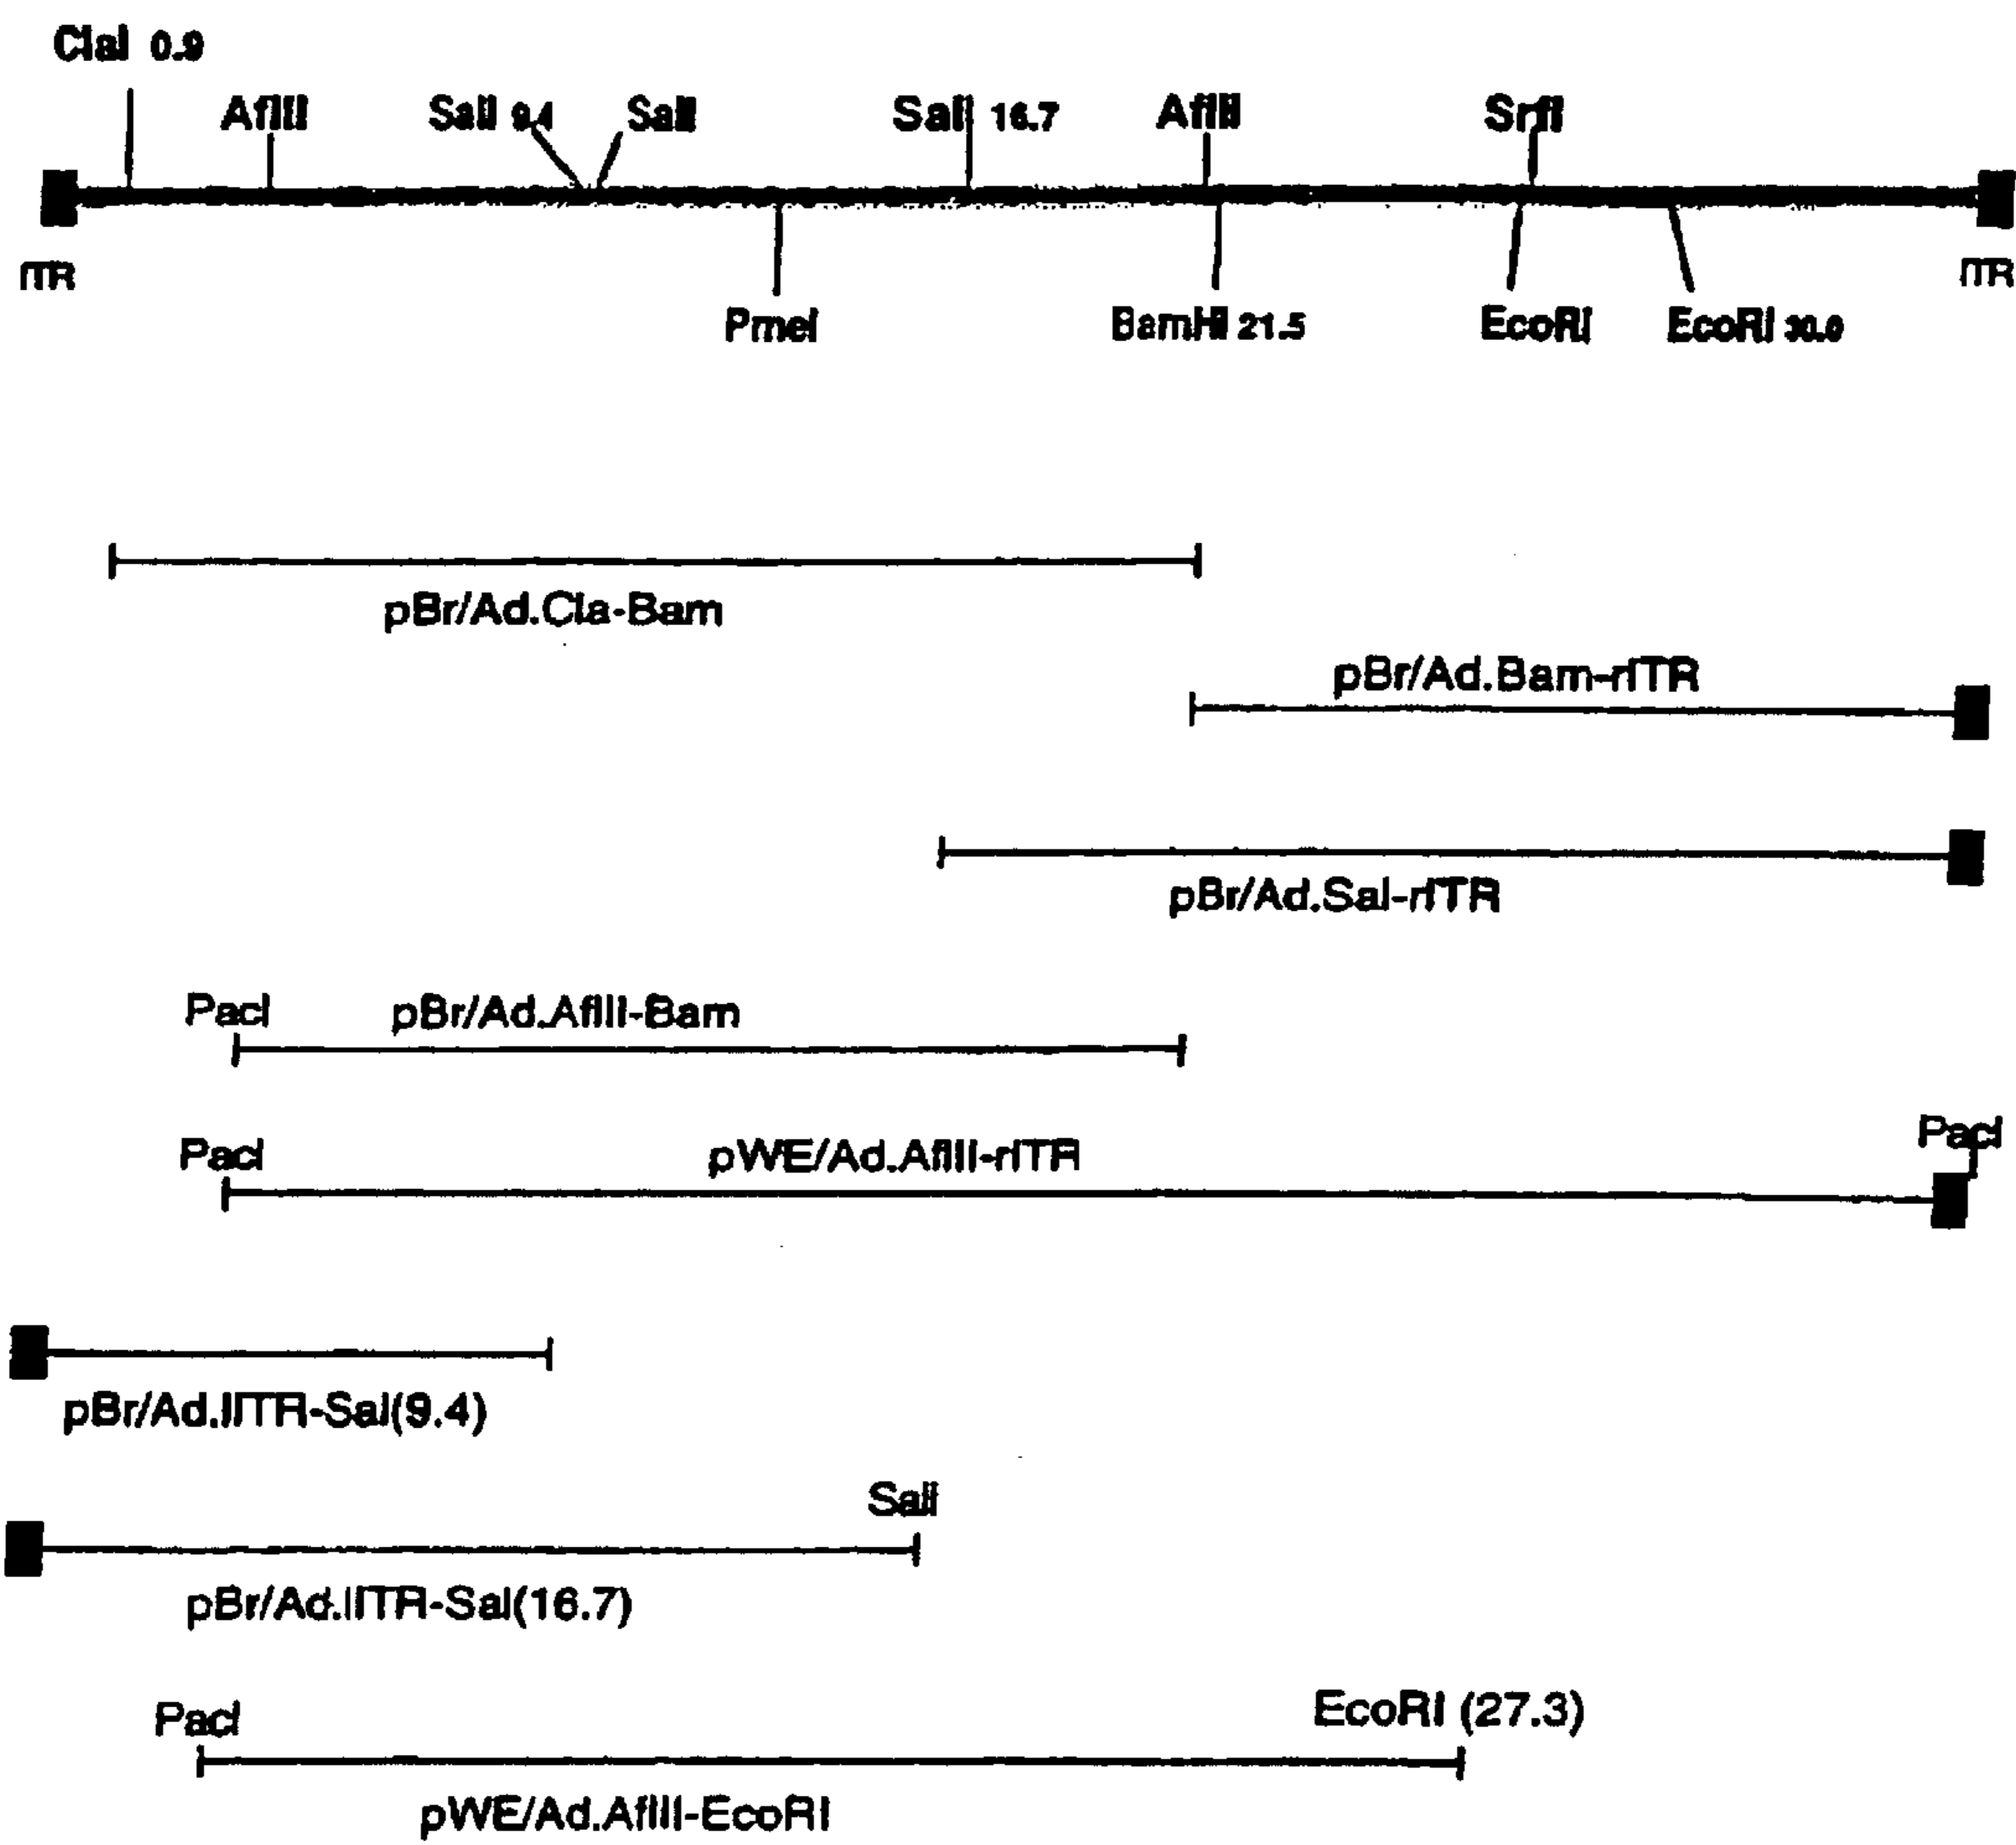 ClaI 0.9
AflII SalI 9.4 SalI SalI 16.7 AflII SrfI
ITR ITR
PmeI BamHI 21.5 EcoRI EcoRI 30.0
pBr/Ad.Cla-Bam
pBr/Ad.Bam-rITR
pBr/Ad.Sal-rITR
PacI pBr/Ad.AflII-Bam
PacI pWE/Ad.AflII-rITR PacI
pBr/Ad.lITR-Sal(9.4)
SalI
pBr/Ad.lITR-Sal(16.7)
PacI EcoRI (27.3)
pWE/Ad.AflII-EcoRI